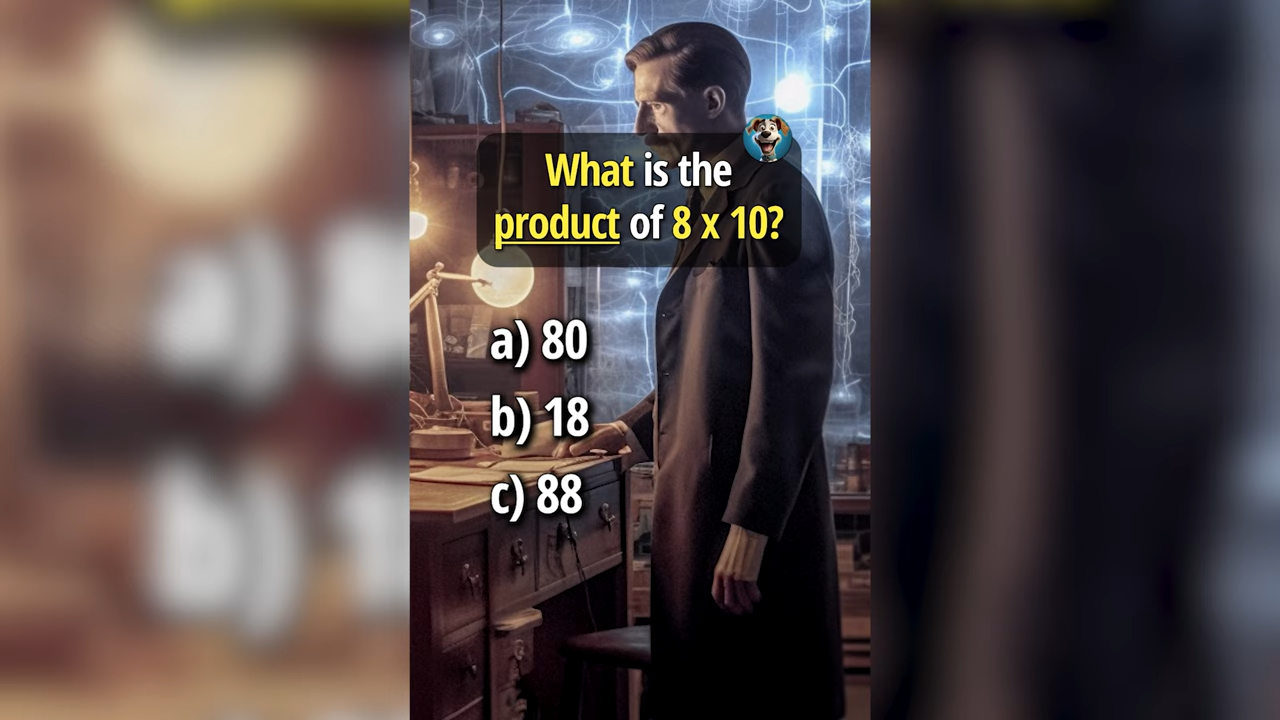 What is the
product of 8 x 10?
a) 80
b) 18
c) 88